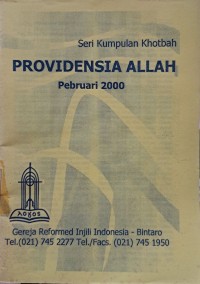 Seri Kumpulan Khotbah
PROVIDENSIA ALLAH
Pebruari 2000
λογος
Gereja Reformed Injili Indonesia - Bintaro
Tel.(021) 745 2277 Tel./Facs. (021) 745 1950